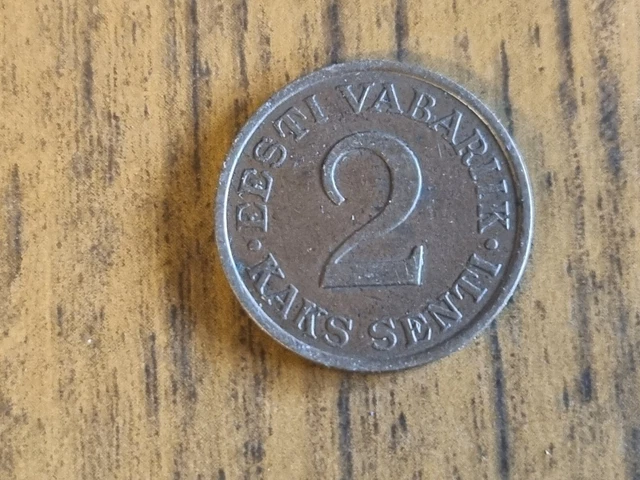 EESTI VABARIIK
2
KAKS SENTI